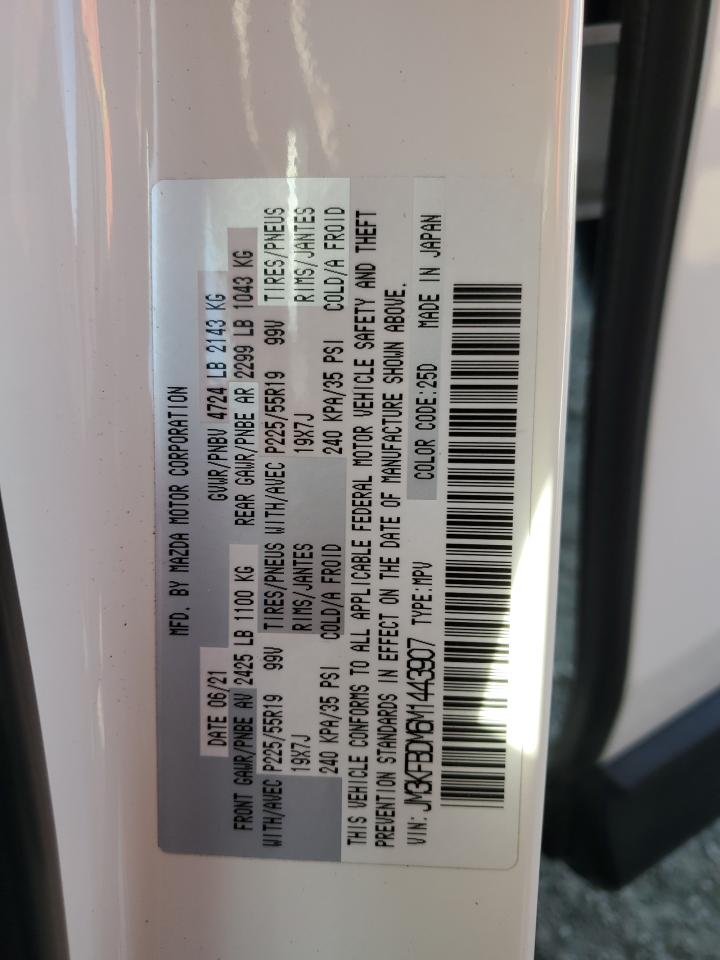 MFD. BY MAZDA MOTOR CORPORATION
DATE 06/21 GVWR/PNBV 4724 LB 2143 KG
FRONT GAWR/PNBE AV 2425 LB 1100 KG REAR GAWR/PNBE AR 2299 LB 1043 KG
WITH/AVEC P225/55R19 99V TIRES/PNEUS WITH/AVEC P225/55R19 99V TIRES/PNEUS
19X7J RIMS/JANTES 19X7J RIMS/JANTES
240 KPA/35 PSI COLD/A FROID 240 KPA/35 PSI COLD/A FROID
THIS VEHICLE CONFORMS TO ALL APPLICABLE FEDERAL MOTOR VEHICLE SAFETY AND THEFT
PREVENTION STANDARDS IN EFFECT ON THE DATE OF MANUFACTURE SHOWN ABOVE.
VIN: JM3KFBDM6M1443907 TYPE:MPV COLOR CODE:25D MADE IN JAPAN